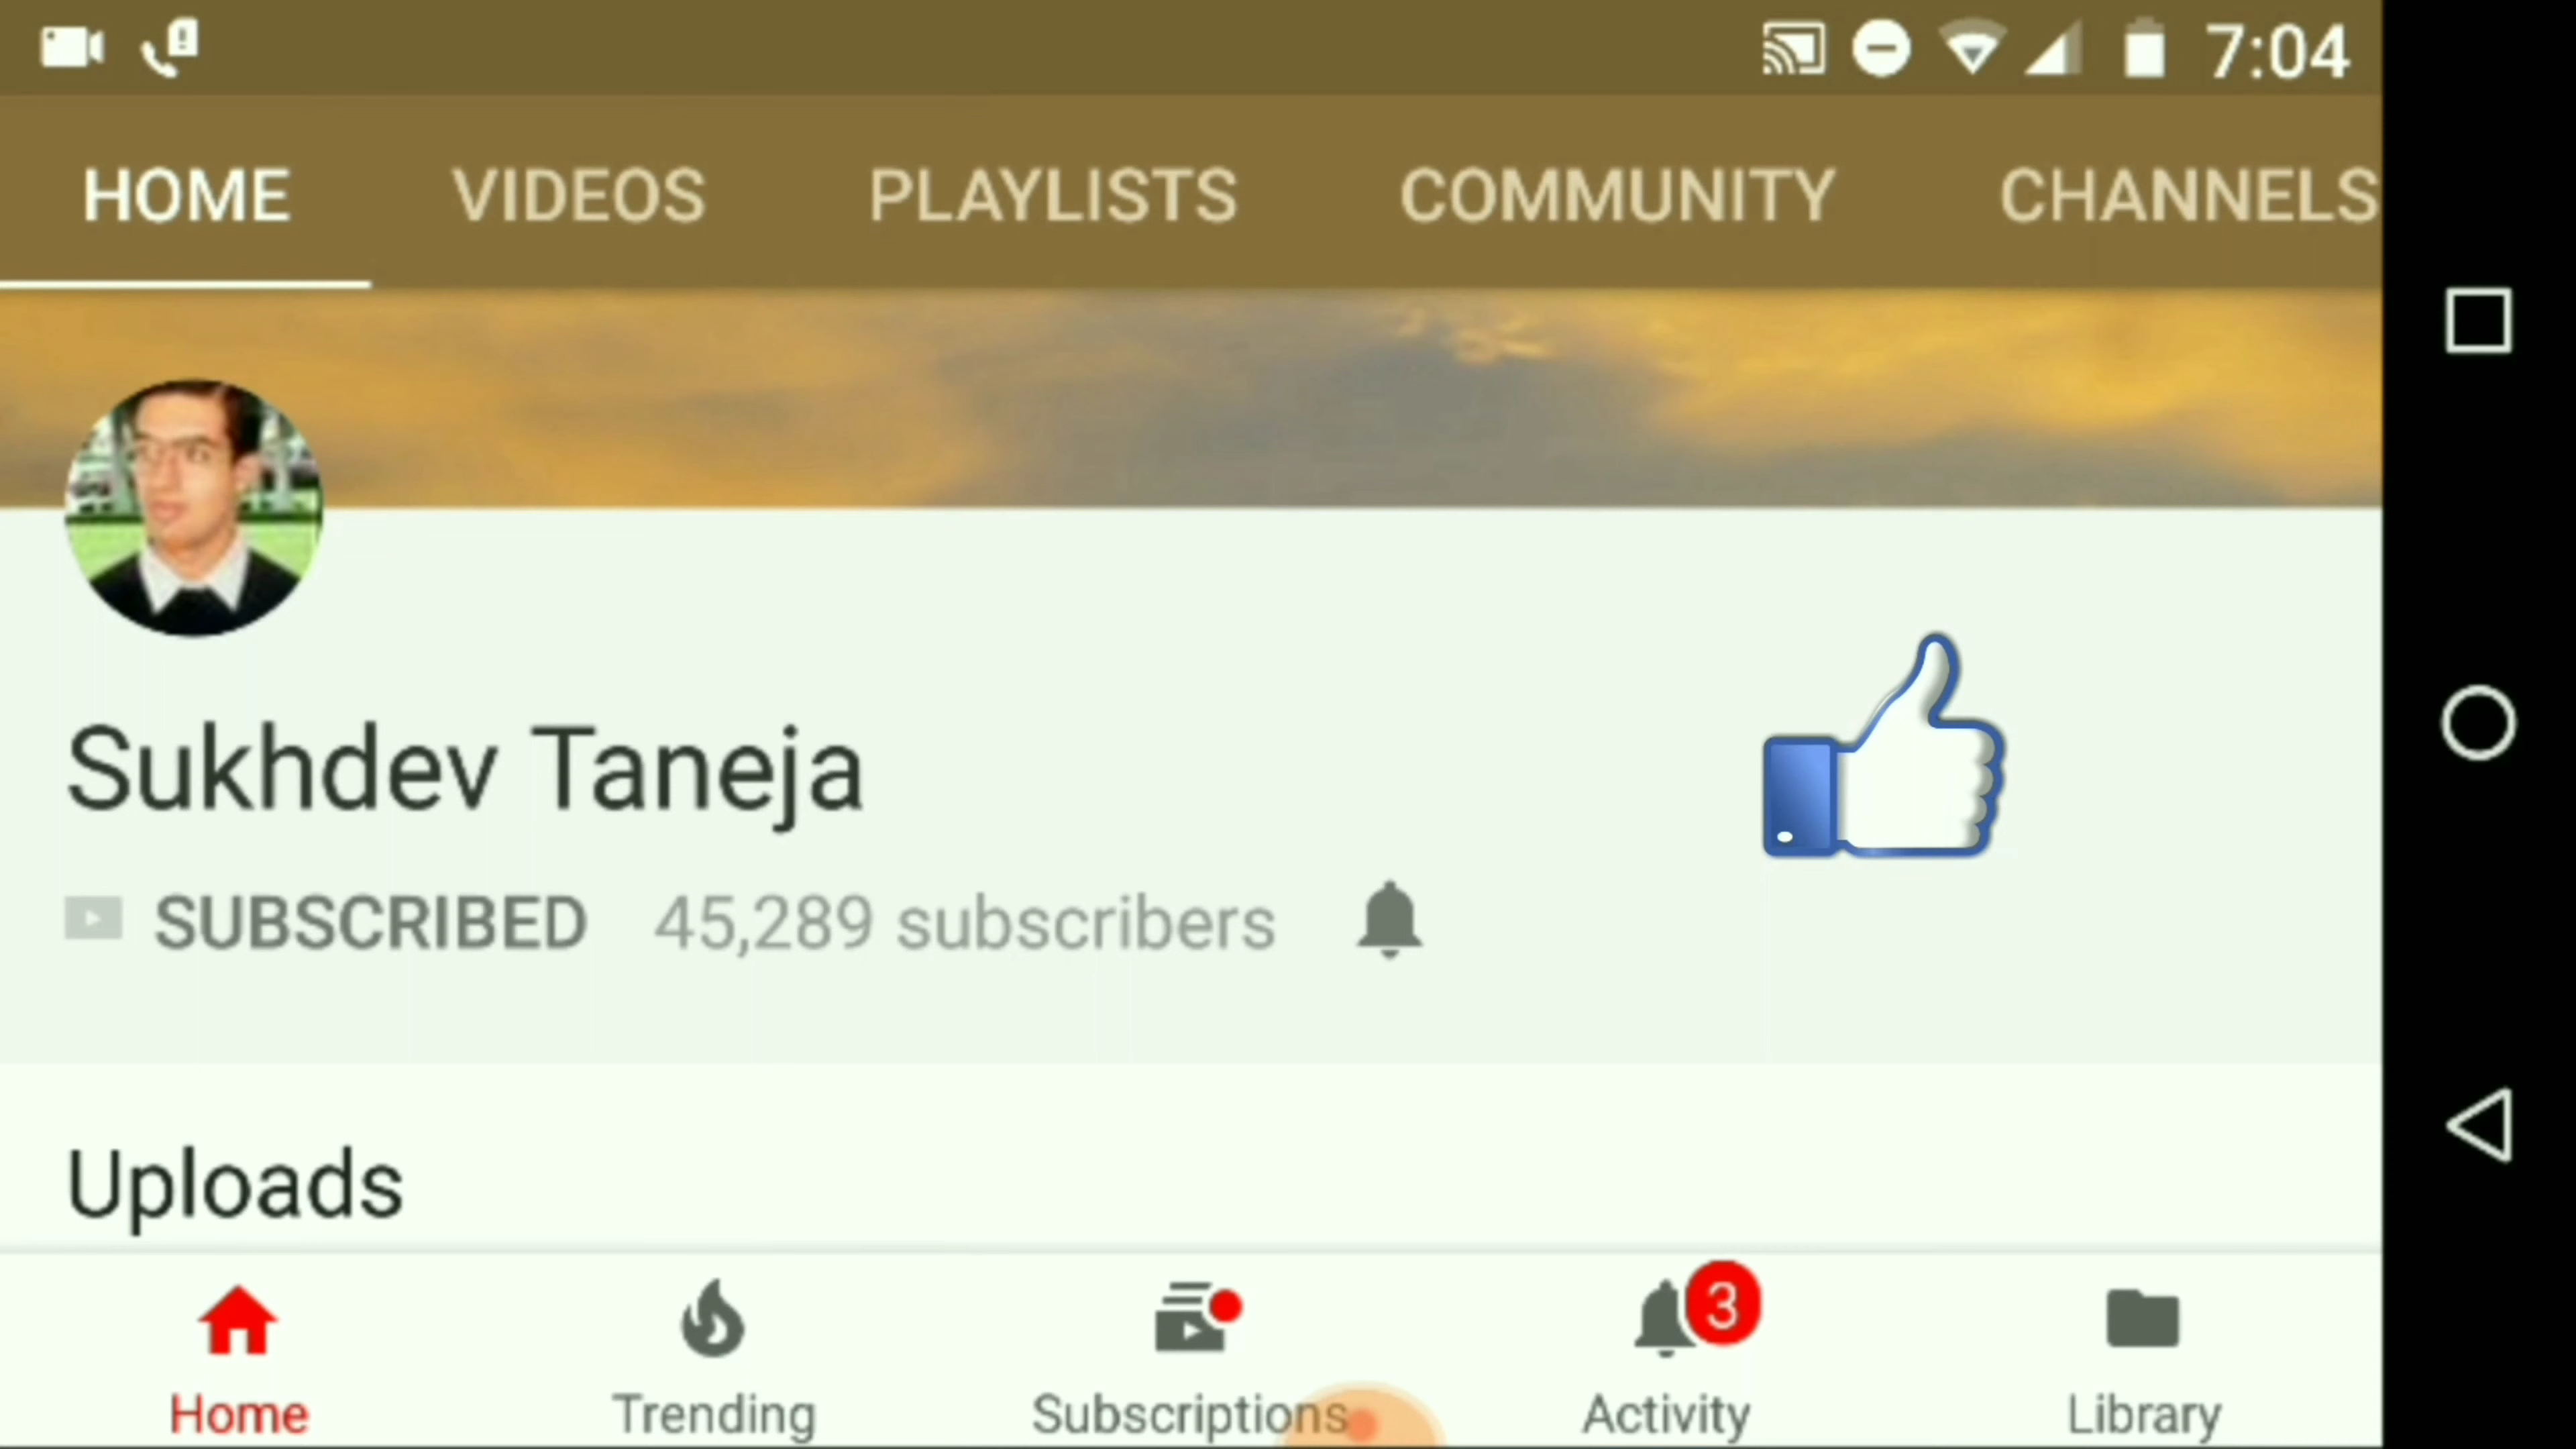 7:04
HOME VIDEOS PLAYLISTS COMMUNITY CHANNELS
Sukhdev Taneja
SUBSCRIBED 45,289 subscribers
Uploads
3
Home Trending Subscriptions Activity Library